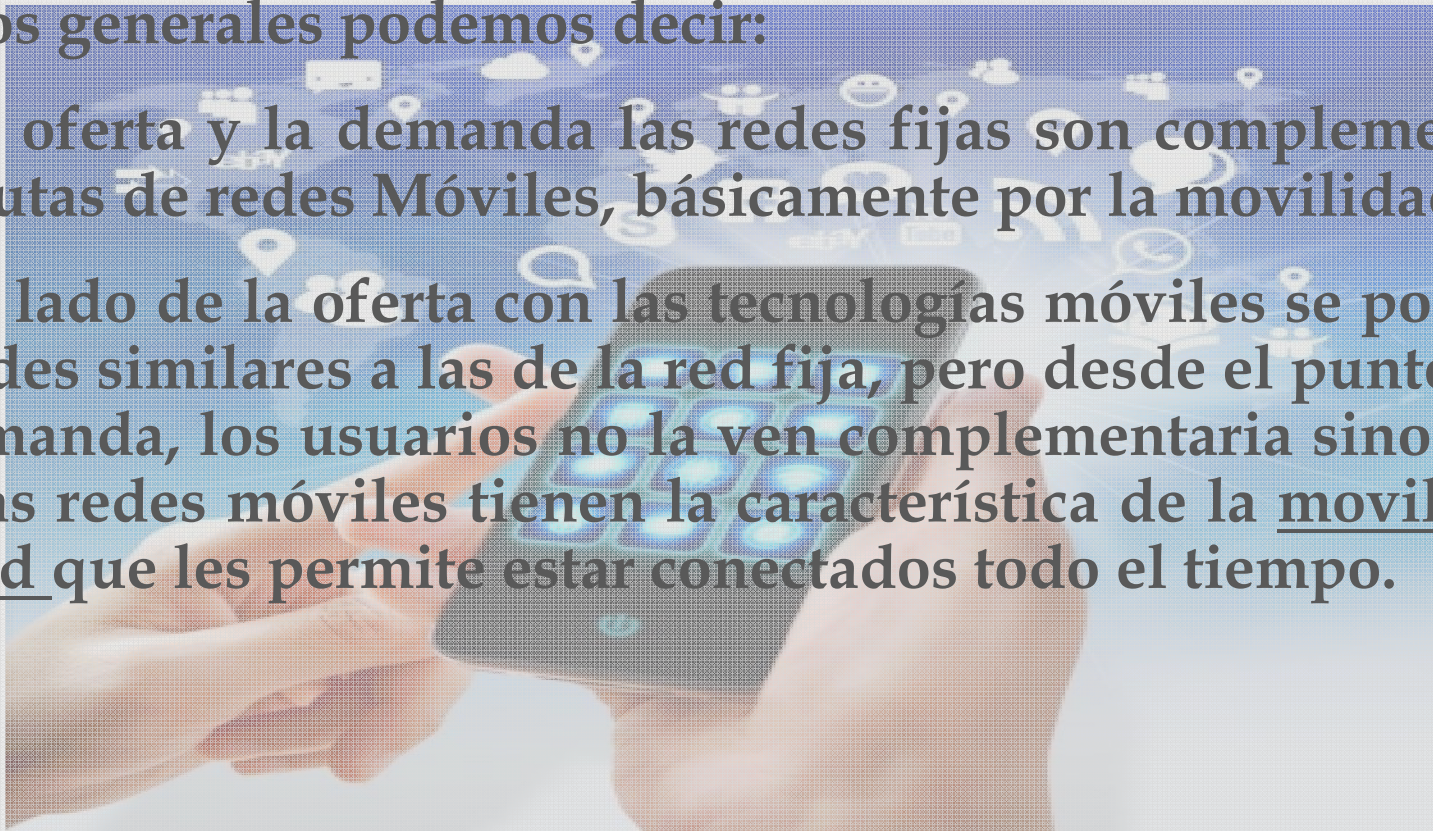 os generales podemos decir:
oferta y la demanda las redes fijas son compleme
utas de redes Móviles, básicamente por la movilidad
lado de la oferta con las tecnologías móviles se po
des similares a las de la red fija, pero desde el punto
manda, los usuarios no la ven complementaria sino
as redes móviles tienen la característica de la movil
d que les permite estar conectados todo el tiempo.